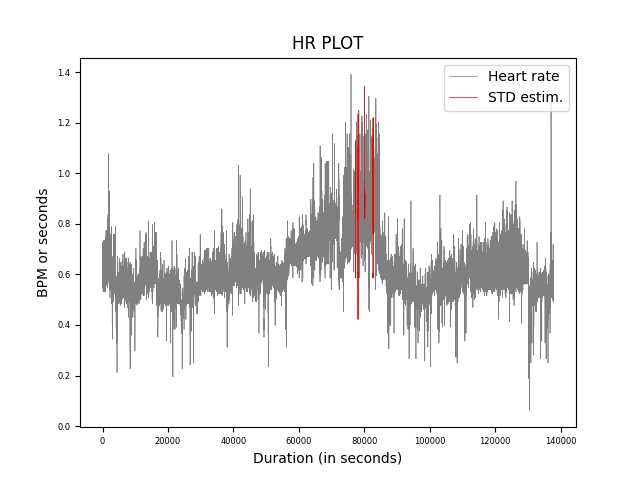 HR PLOT
Heart rate
STD estim.
BPM or seconds
1.4
1.2
1.0
0.8
0.6
0.4
0.2
0.0
0 20000 40000 60000 80000 100000 120000 140000
Duration (in seconds)